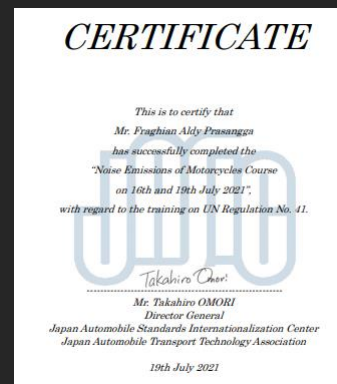 CERTIFICATE
This is to certify that
Mr. Fraghian Aldy Prasangga
has successfully completed the
“Noise Emissions of Motorcycles Course
on 16th and 19th July 2021”,
with regard to the training on UN Regulation No. 41.
Takahiro Omori
Mr. Takahiro OMORI
Director General
Japan Automobile Standards Internationalization Center
Japan Automobile Transport Technology Association
19th July 2021